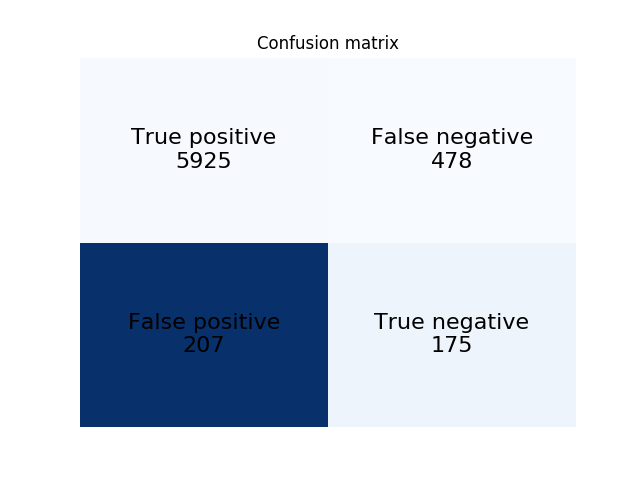 Confusion matrix
True positive
5925
False negative
478
False positive
207
True negative
175